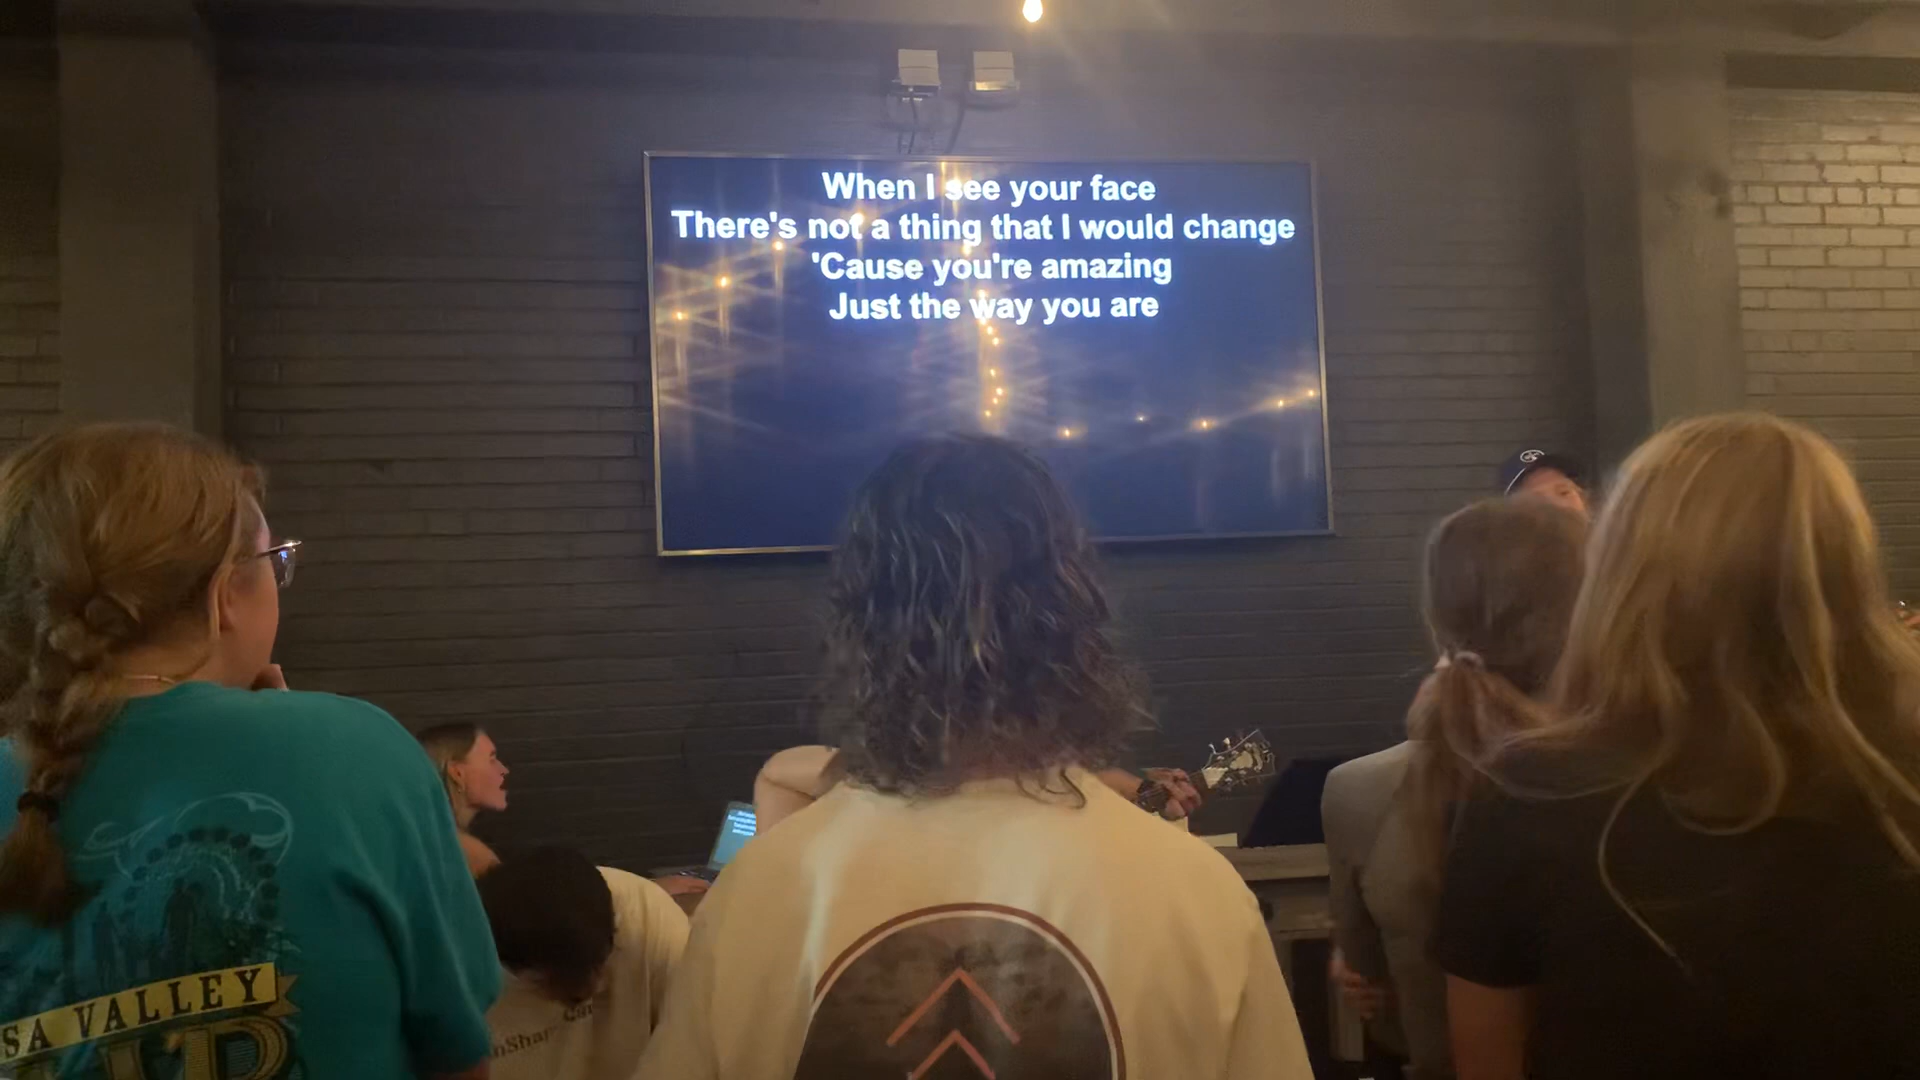 When I see your face
There's not a thing that I would change
'Cause you're amazing
Just the way you are
SA VALLEY